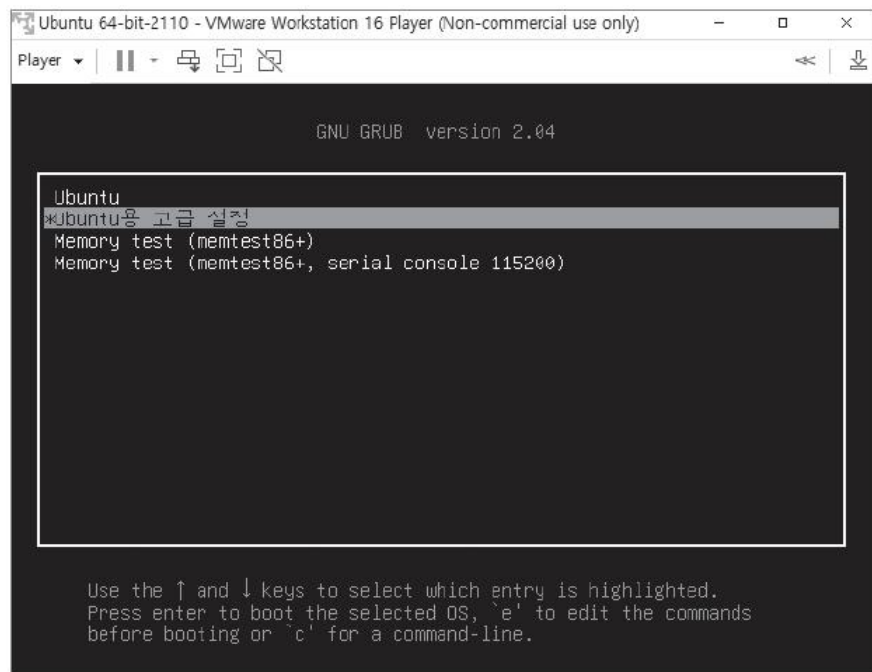 Ubuntu 64-bit-2110 - VMware Workstation 16 Player (Non-commercial use only)
Player
GNU GRUB version 2.04
Ubuntu
*Ubuntu용 고급 설정
Memory test (memtest86+)
Memory test (memtest86+, serial console 115200)
Use the ↑ and ↓ keys to select which entry is highlighted.
Press enter to boot the selected OS, `e' to edit the commands
before booting or `c' for a command-line.